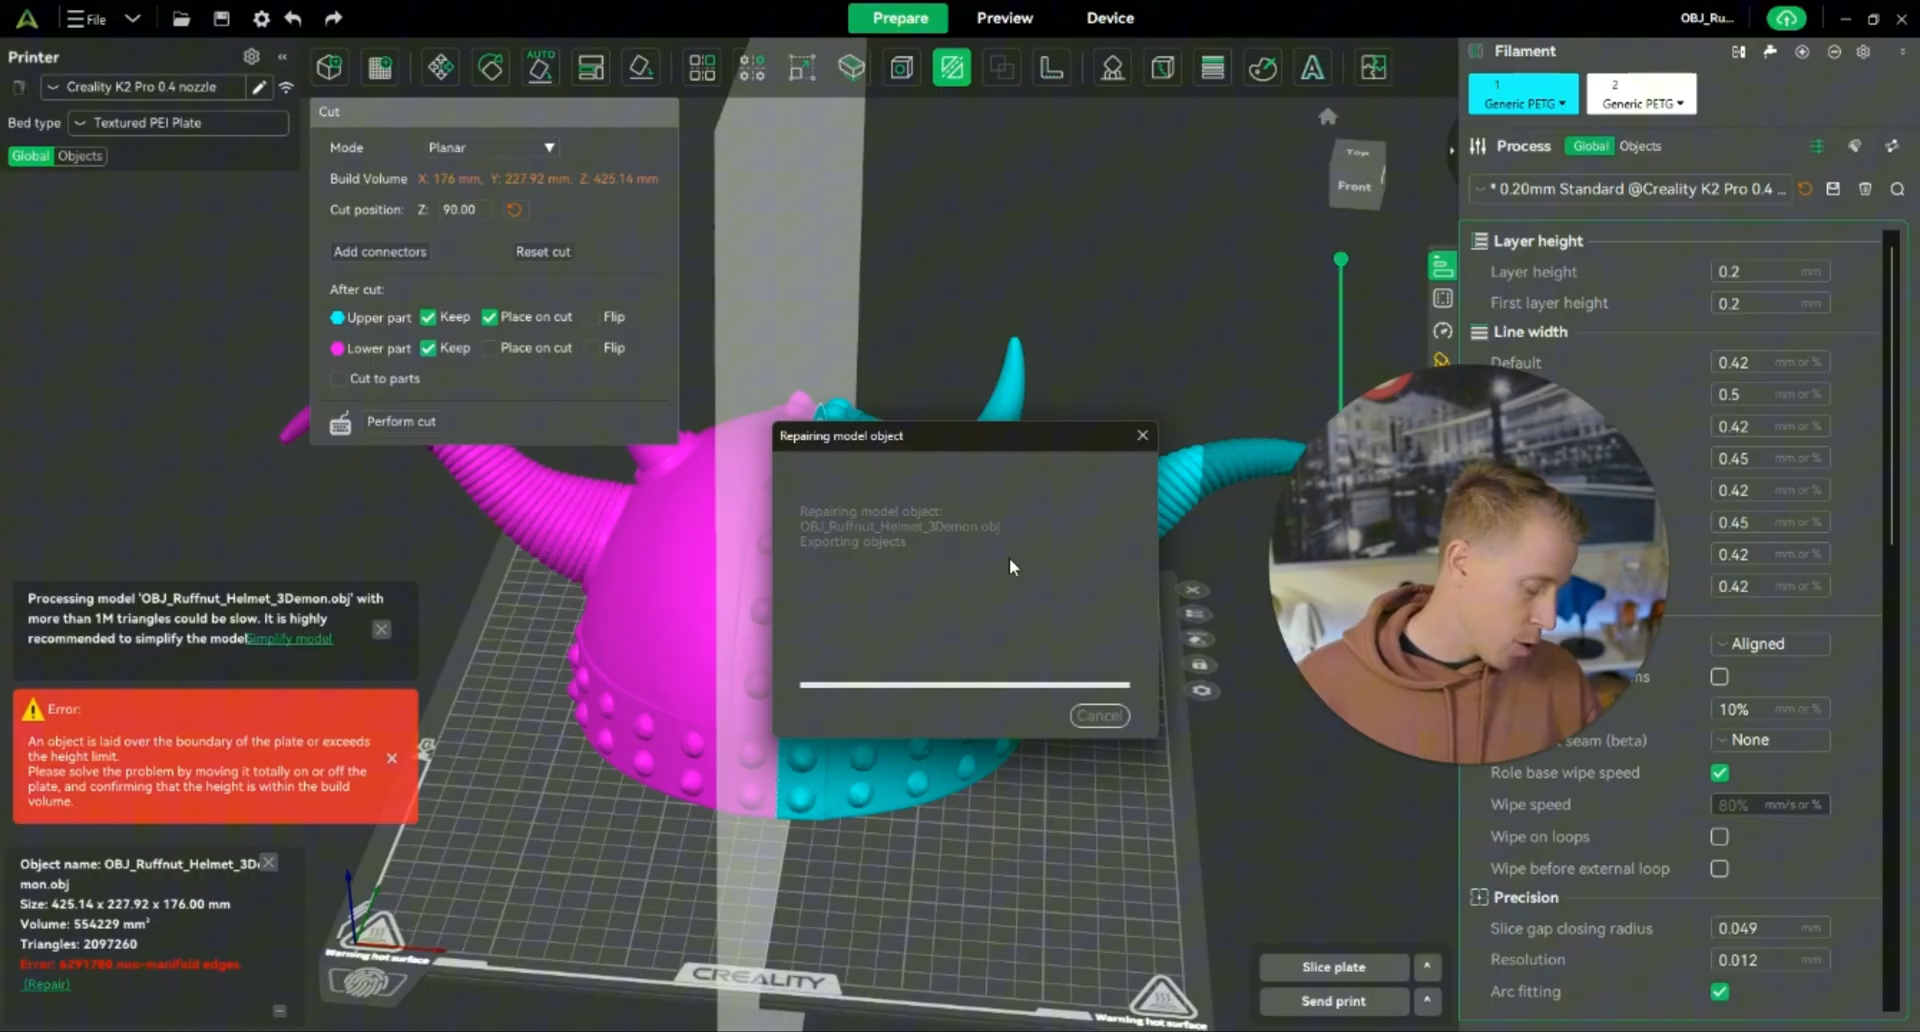 File
Prepare
Preview
Device
OBJ_Ru...
Printer
Creality K2 Pro 0.4 nozzle
Bed type
Textured PEI Plate
Global
Objects
AUTO
Cut
Mode
Planar
Build Volume
X: 176 mm, Y: 227.92 mm, Z: 425.14 mm
Cut position:
Z:
90.00
Add connectors
Reset cut
After cut:
Upper part
Keep
Place on cut
Flip
Lower part
Keep
Place on cut
Flip
Cut to parts
Perform cut
Top
Front
Repairing model object
Repairing model object:
OBJ_Ruffnut_Helmet_3Demon.obj
Exporting objects
Cancel
Processing model 'OBJ_Ruffnut_Helmet_3Demon.obj' with
more than 1M triangles could be slow. It is highly
recommended to simplify the model Simplify model
Error:
An object is laid over the boundary of the plate or exceeds
the height limit.
Please solve the problem by moving it totally on or off the
plate, and confirming that the height is within the build
volume.
Object name: OBJ_Ruffnut_Helmet_3De
mon.obj
Size: 425.14 x 227.92 x 176.00 mm
Volume: 554229 mm³
Triangles: 2097260
Error: 6291780 non-manifold edges.
(Repair)
Warning hot surface
CREALITY
Warning hot surface
Slice plate
Send print
Filament
1
Generic PETG
2
Generic PETG
Process
Global
Objects
* 0.20mm Standard @Creality K2 Pro 0.4 ...
Layer height
Layer height
0.2 mm
First layer height
0.2 mm
Line width
Default
0.42 mm or %
0.5 mm or %
0.42 mm or %
0.45 mm or %
0.42 mm or %
0.45 mm or %
0.42 mm or %
0.42 mm or %
Aligned
ms
10% mm or %
seam (beta)
None
Role base wipe speed
Wipe speed
80% mm/s or %
Wipe on loops
Wipe before external loop
Precision
Slice gap closing radius
0.049 mm
Resolution
0.012 mm
Arc fitting